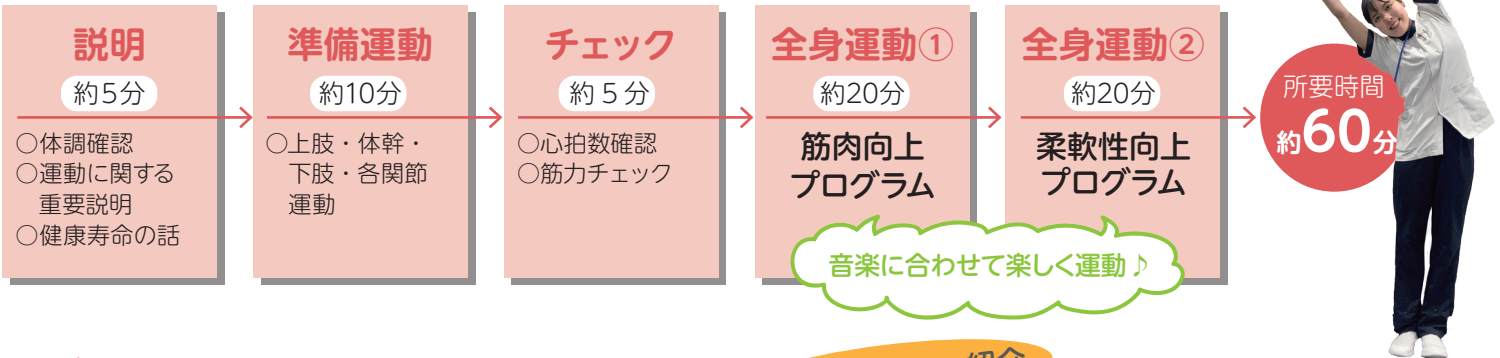 説明
約5分
○体調確認
○運動に関する
重要説明
○健康寿命の話
準備運動
約10分
○上肢・体幹・
下肢・各関節
運動
チェック
約5分
○心拍数確認
○筋力チェック
全身運動①
約20分
筋肉向上
プログラム
全身運動②
約20分
柔軟性向上
プログラム
音楽に合わせて楽しく運動♪
所要時間
約60分
紹介